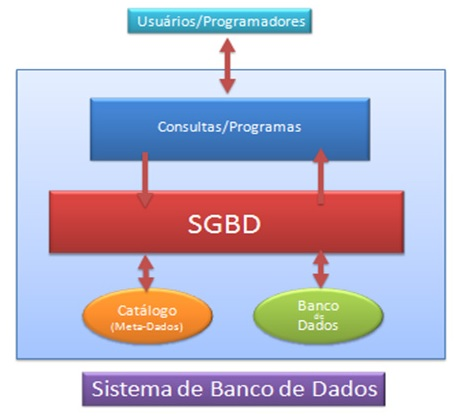 Usuários/Programadores
Consultas/Programas
SGBD
Catálogo
(Meta-Dados)
Banco
de
Dados
Sistema de Banco de Dados